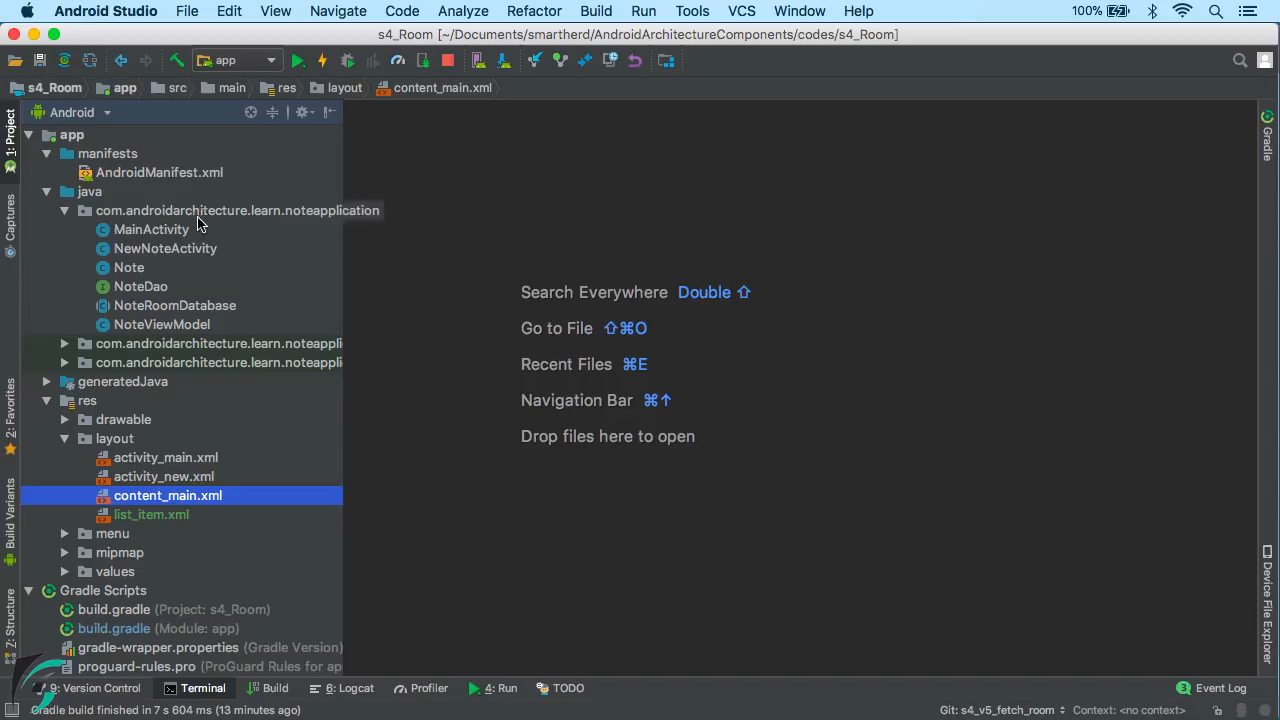 Android Studio File Edit View Navigate Code Analyze Refactor Build Run Tools VCS Window Help 100%
s4_Room [~/Documents/smartherd/AndroidArchitectureComponents/codes/s4_Room]
app
s4_Room app src main res layout content_main.xml
Android
app
manifests
AndroidManifest.xml
java
com.androidarchitecture.learn.noteapplication
MainActivity
NewNoteActivity
Note
NoteDao
NoteRoomDatabase
NoteViewModel
com.androidarchitecture.learn.noteappli
com.androidarchitecture.learn.noteappli
generatedJava
res
drawable
layout
activity_main.xml
activity_new.xml
content_main.xml
list_item.xml
menu
mipmap
values
Gradle Scripts
build.gradle (Project: s4_Room)
build.gradle (Module: app)
gradle-wrapper.properties (Gradle Version)
proguard-rules.pro (ProGuard Rules for ap
1: Project
Captures
2: Favorites
Build Variants
7: Structure
Search Everywhere Double ⇧
Go to File ⇧⌘O
Recent Files ⌘E
Navigation Bar ⌘↑
Drop files here to open
Gradle
Device File Explorer
9: Version Control Terminal Build 6: Logcat Profiler 4: Run TODO 3 Event Log
Gradle build finished in 7 s 604 ms (13 minutes ago) Git: s4_v5_fetch_room Context: <no context>